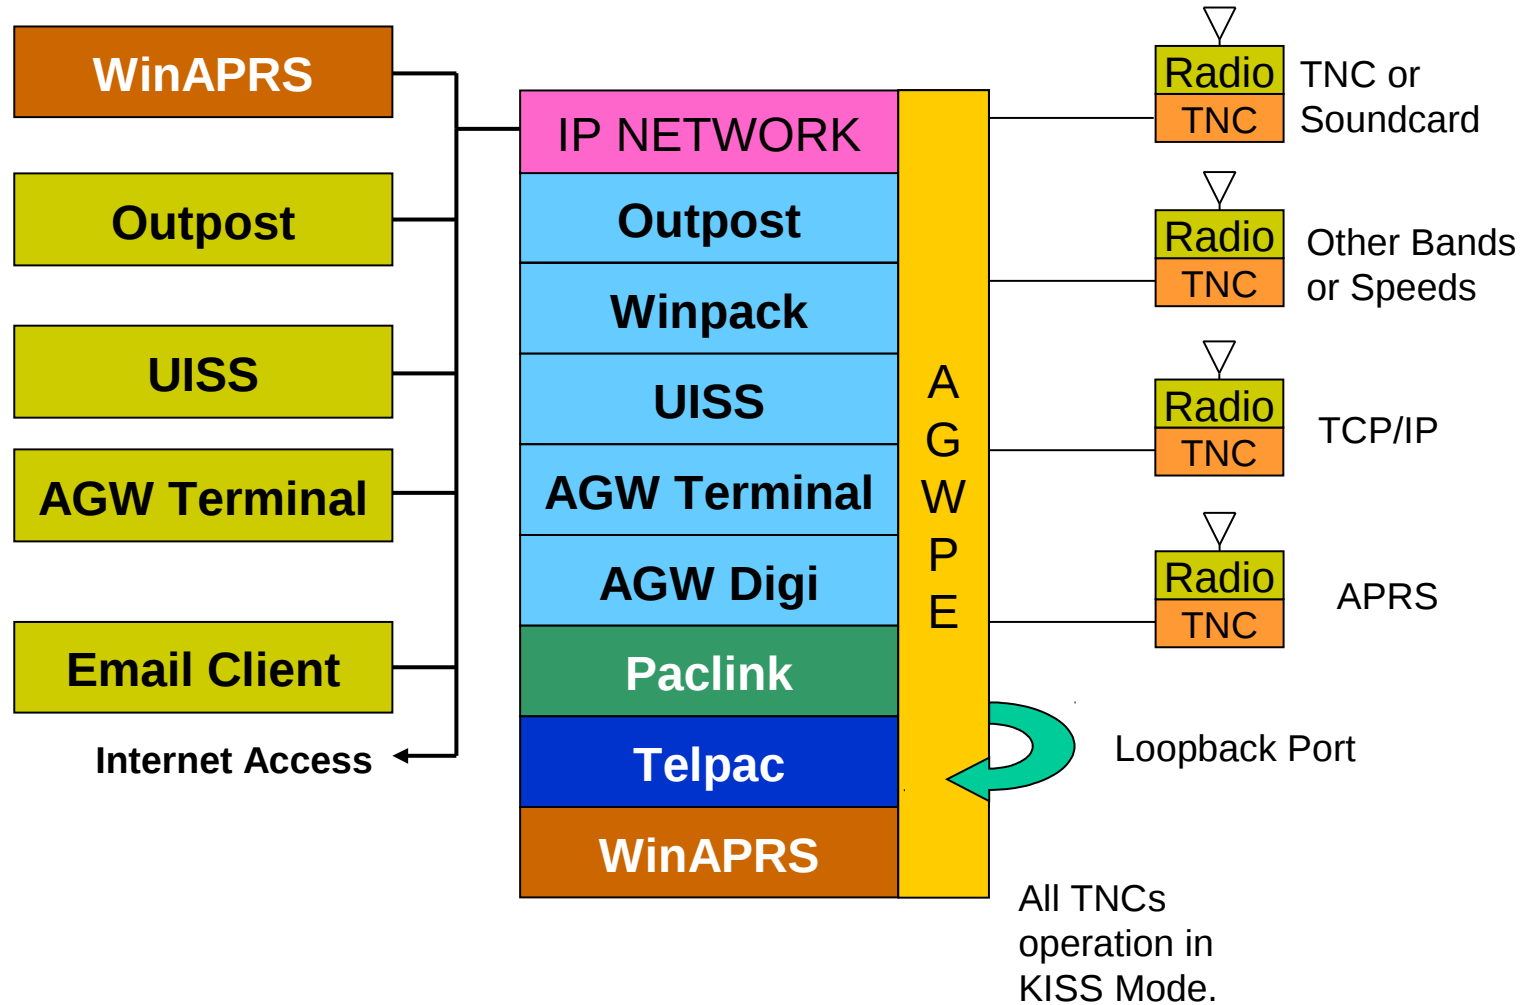 WinAPRS
Outpost
UISS
AGW Terminal
Email Client
Internet Access
IP NETWORK
Outpost
Winpack
UISS
AGW Terminal
AGW Digi
Paclink
Telpac
WinAPRS
A
G
W
P
E
Radio
TNC
TNC or
Soundcard
Radio
TNC
Other Bands
or Speeds
Radio
TNC
TCP/IP
Radio
TNC
APRS
Loopback Port
All TNCs
operation in
KISS Mode.